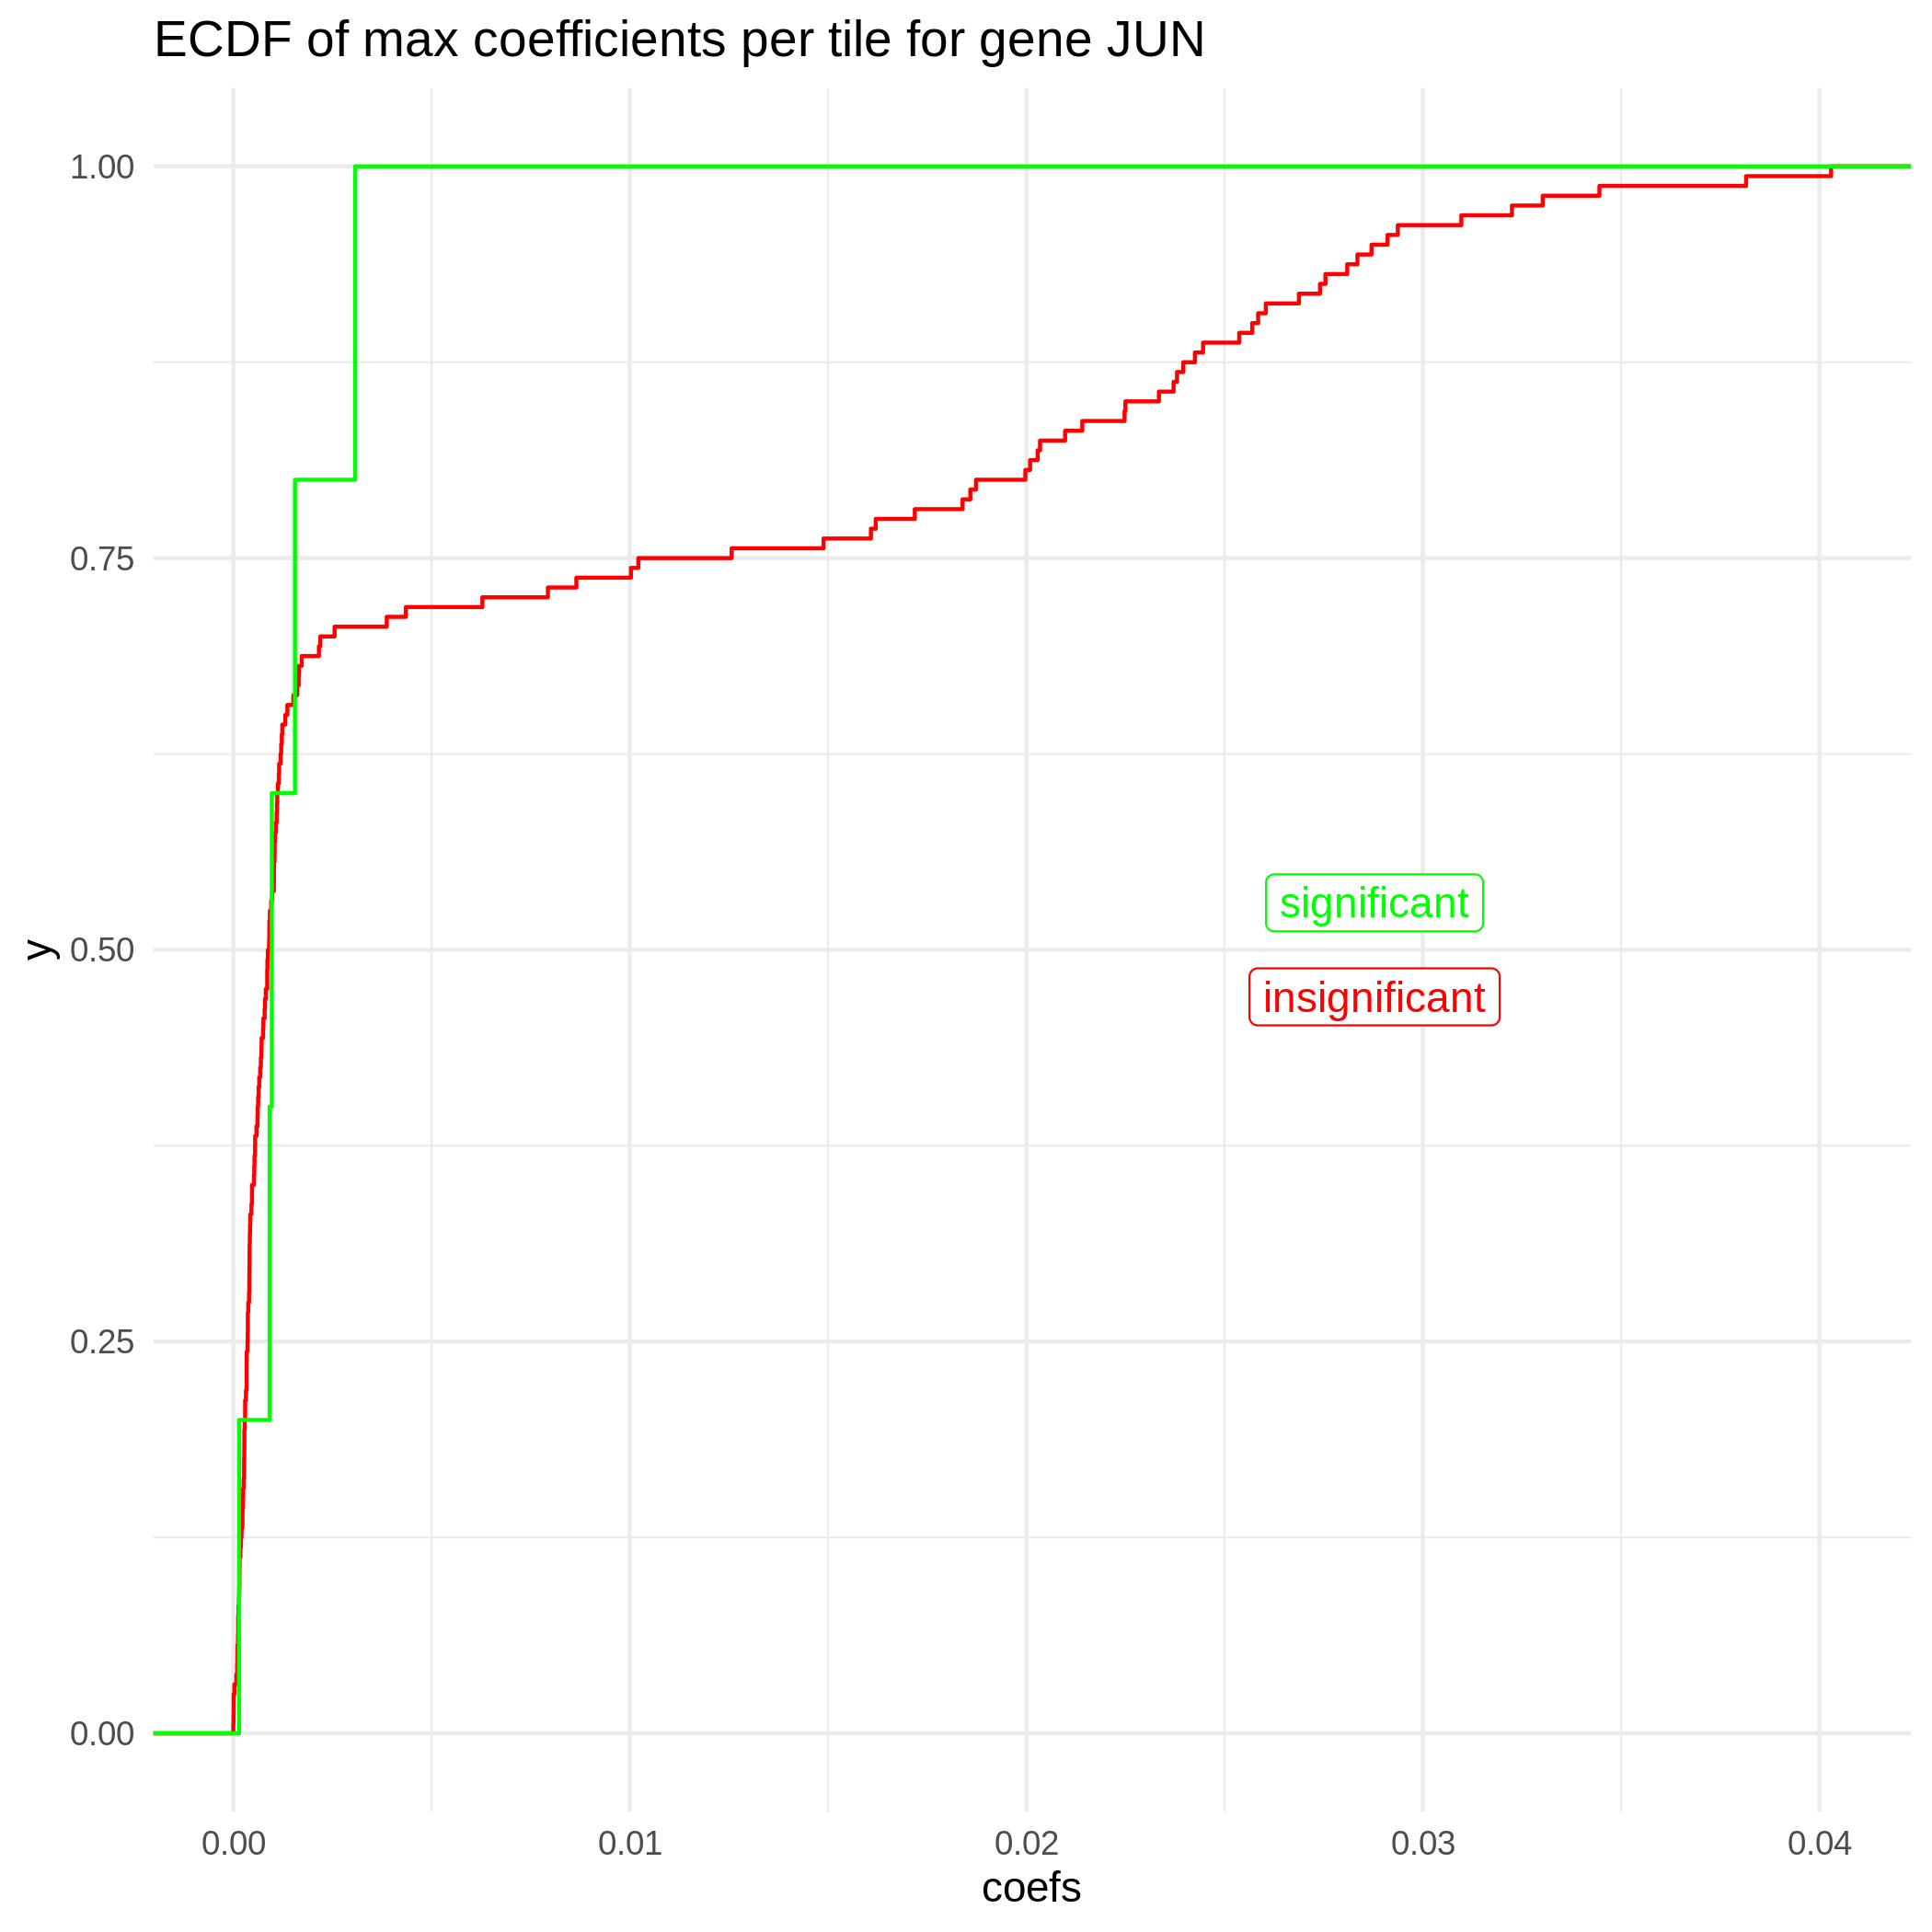 ECDF of max coefficients per tile for gene JUN
1.00
0.75
0.50
0.25
0.00
y
significant
insignificant
0.00 0.01 0.02 0.03 0.04
coefs